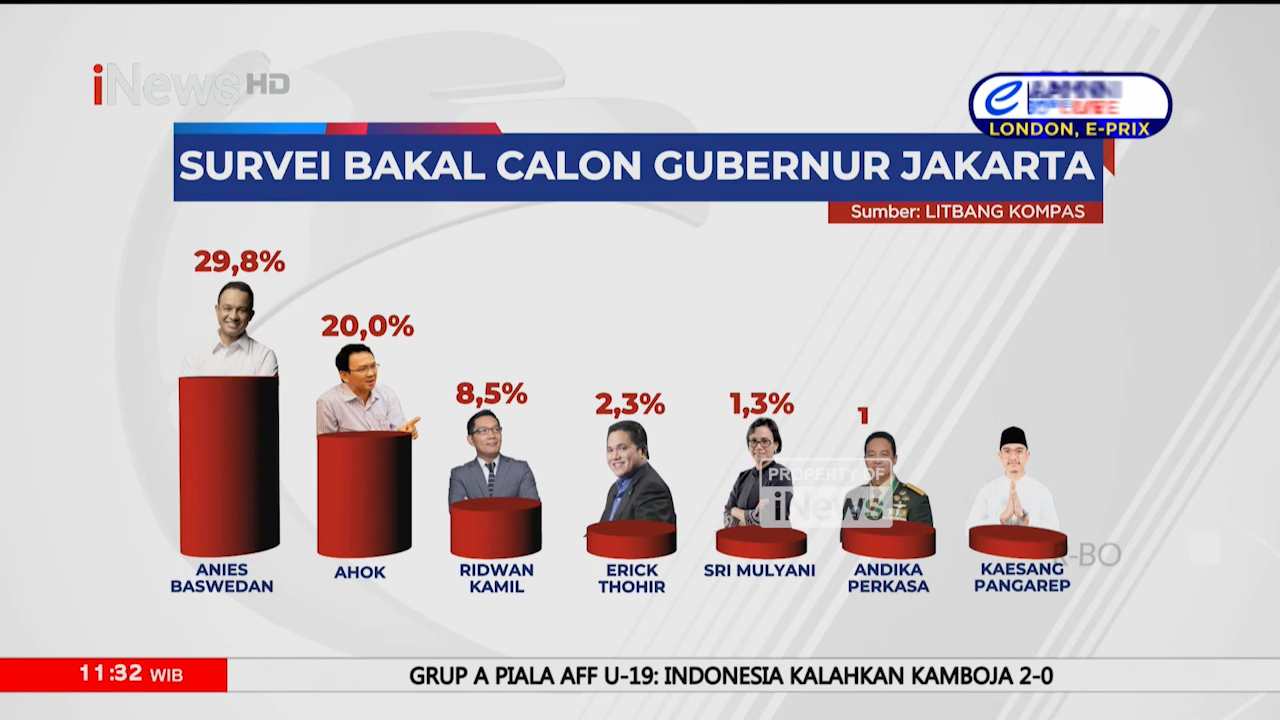 iNews HD
LONDON, E-PRIX
SURVEI BAKAL CALON GUBERNUR JAKARTA
Sumber: LITBANG KOMPAS
29,8%
20,0%
8,5%
2,3%
1,3%
1
PROPERTY OF
iNews
ANIES
BASWEDAN
AHOK
RIDWAN
KAMIL
ERICK
THOHIR
SRI MULYANI
ANDIKA
PERKASA
KAESANG
PANGAREP
11:32 WIB
GRUP A PIALA AFF U-19: INDONESIA KALAHKAN KAMBOJA 2-0